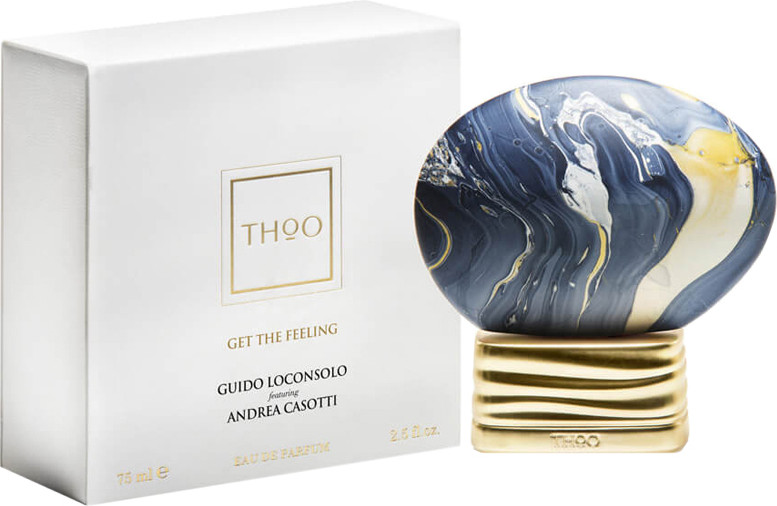 THoO
GET THE FEELING
GUIDO LOCONSOLO
featuring
ANDREA CASOTTI
75 ml e EAU DE PARFUM 2.5 fl. oz.
THoO